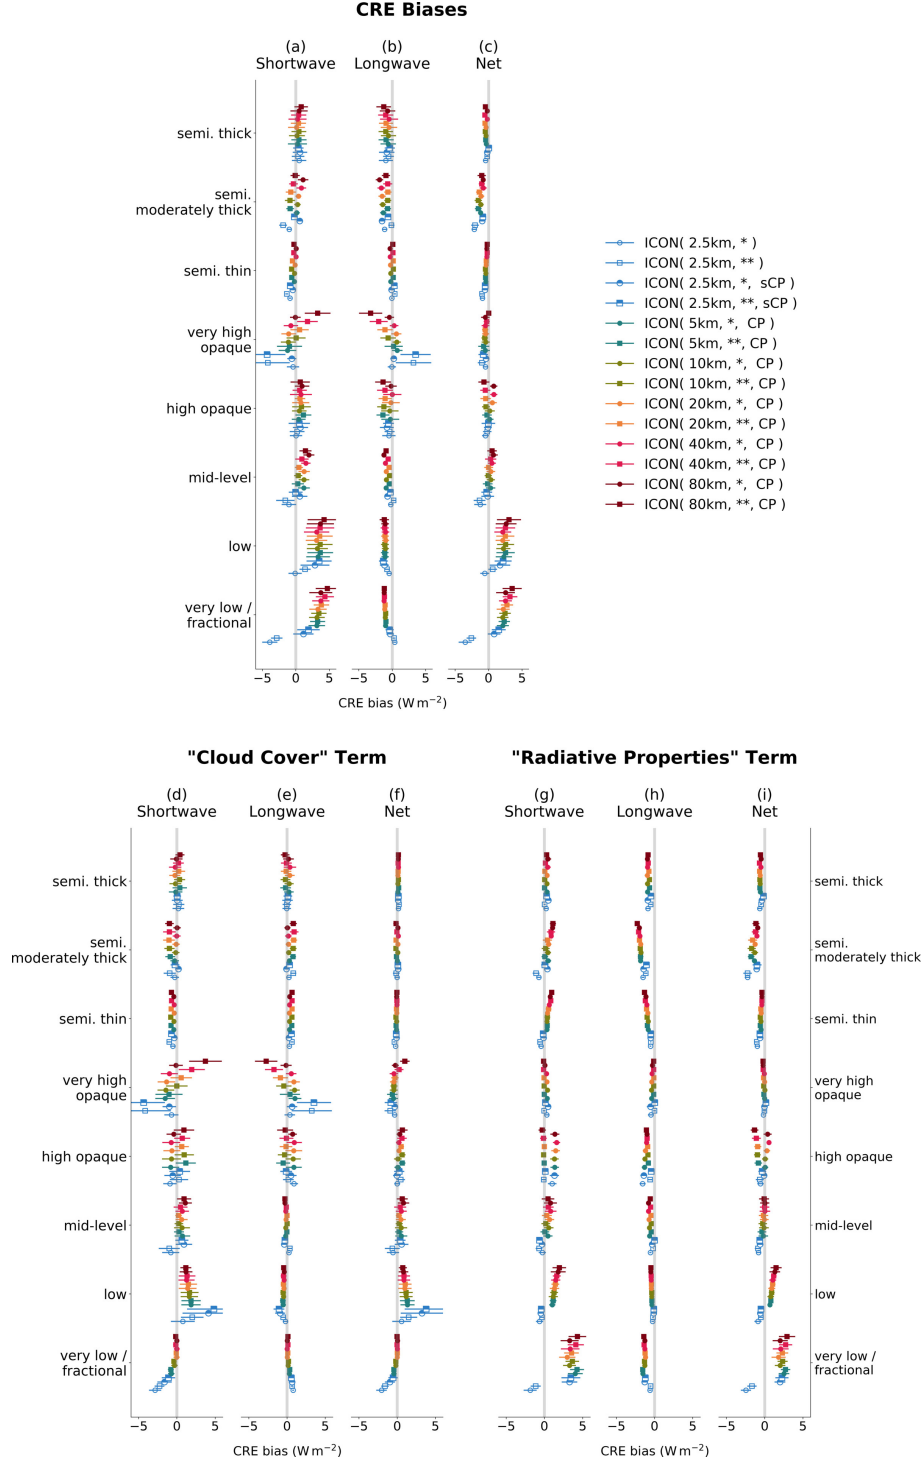 CRE Biases
(a)
Shortwave
(b)
Longwave
(c)
Net
semi. thick
semi.
moderately thick
semi. thin
very high
opaque
high opaque
mid-level
low
very low /
fractional
−5 0 5
−5 0 5
−5 0 5
CRE bias (W m⁻²)
ICON( 2.5km, * )
ICON( 2.5km, ** )
ICON( 2.5km, *, sCP )
ICON( 2.5km, **, sCP )
ICON( 5km, *, CP )
ICON( 5km, **, CP )
ICON( 10km, *, CP )
ICON( 10km, **, CP )
ICON( 20km, *, CP )
ICON( 20km, **, CP )
ICON( 40km, *, CP )
ICON( 40km, **, CP )
ICON( 80km, *, CP )
ICON( 80km, **, CP )
"Cloud Cover" Term
(d)
Shortwave
(e)
Longwave
(f)
Net
semi. thick
semi.
moderately thick
semi. thin
very high
opaque
high opaque
mid-level
low
very low /
fractional
−5 0 5
−5 0 5
−5 0 5
CRE bias (W m⁻²)
"Radiative Properties" Term
(g)
Shortwave
(h)
Longwave
(i)
Net
semi. thick
semi.
moderately thick
semi. thin
very high
opaque
high opaque
mid-level
low
very low /
fractional
−5 0 5
−5 0 5
−5 0 5
CRE bias (W m⁻²)